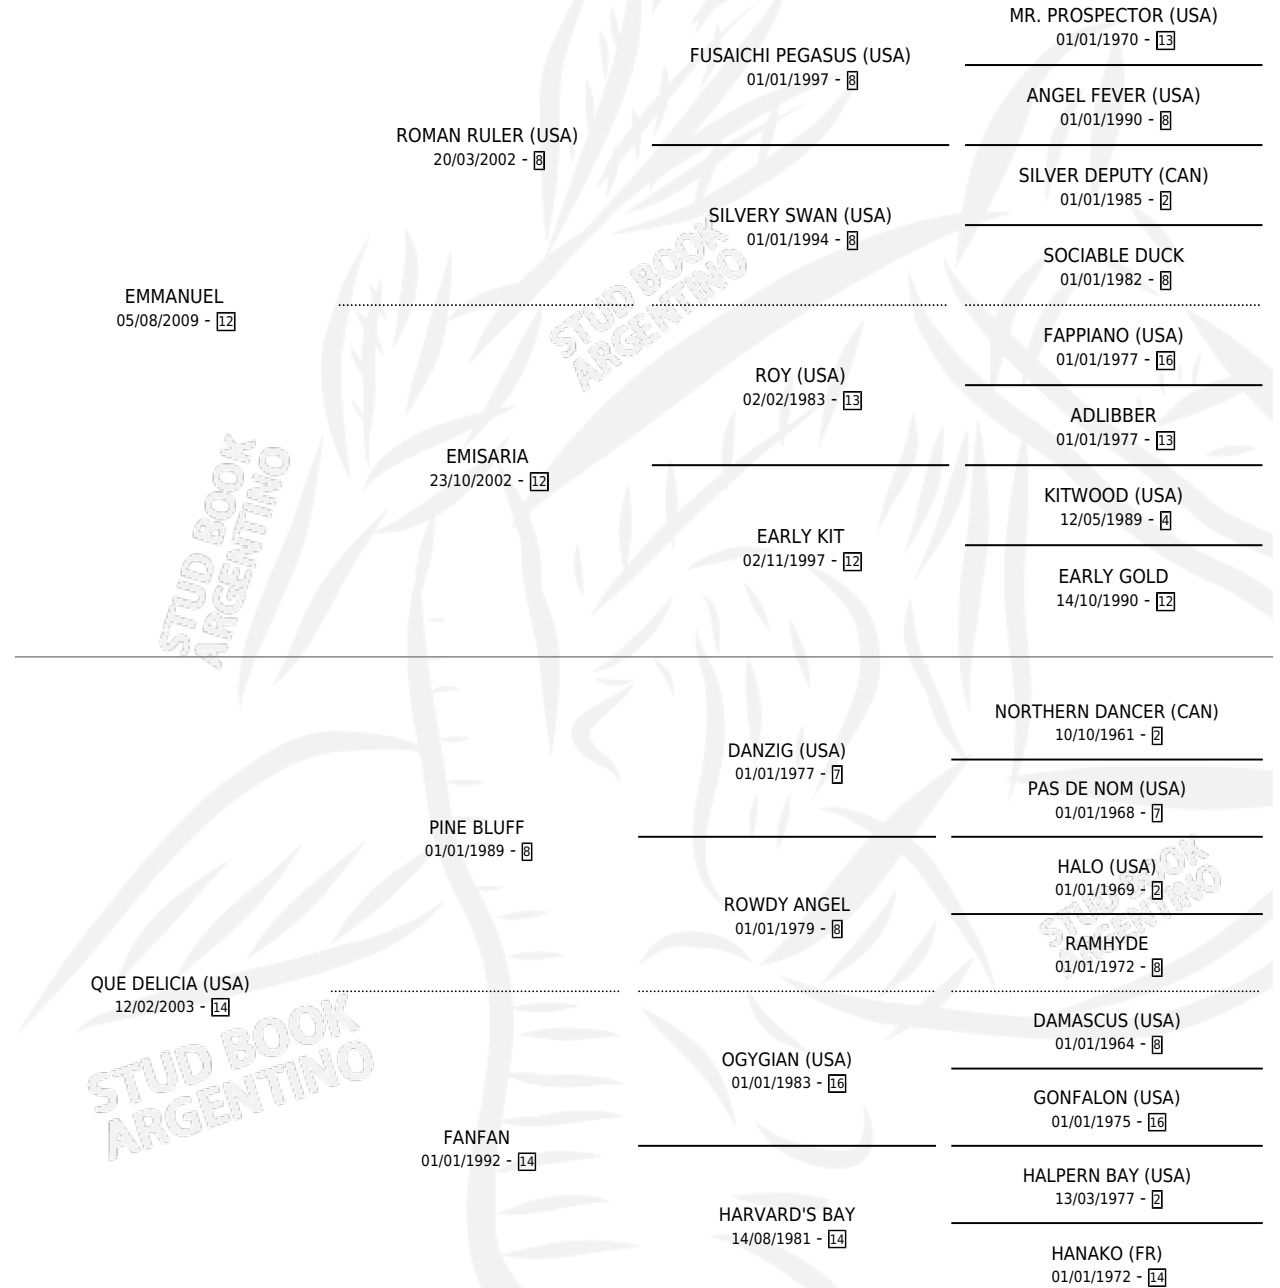 MR. PROSPECTOR (USA)
01/01/1970 - 13
FUSAICHI PEGASUS (USA)
01/01/1997 - 8
ANGEL FEVER (USA)
01/01/1990 - 8
ROMAN RULER (USA)
20/03/2002 - 8
SILVER DEPUTY (CAN)
01/01/1985 - 2
SILVERY SWAN (USA)
01/01/1994 - 8
SOCIABLE DUCK
01/01/1982 - 8
EMMANUEL
05/08/2009 - 12
STUD BOOK
ARGENTINO
FAPPIANO (USA)
01/01/1977 - 16
ROY (USA)
02/02/1983 - 13
ADLIBBER
01/01/1977 - 13
EMISARIA
23/10/2002 - 12
KITWOOD (USA)
12/05/1989 - 4
EARLY KIT
02/11/1997 - 12
EARLY GOLD
14/10/1990 - 12
STUD BOOK
ARGENTINO
NORTHERN DANCER (CAN)
10/10/1961 - 2
DANZIG (USA)
01/01/1977 - 7
PAS DE NOM (USA)
01/01/1968 - 7
PINE BLUFF
01/01/1989 - 8
HALO (USA)
01/01/1969 - 2
ROWDY ANGEL
01/01/1979 - 8
RAMHYDE
01/01/1972 - 8
STUD BOOK
ARGENTINO
QUE DELICIA (USA)
12/02/2003 - 14
DAMASCUS (USA)
01/01/1964 - 8
OGYGIAN (USA)
01/01/1983 - 16
GONFALON (USA)
01/01/1975 - 16
STUD BOOK
ARGENTINO
FANFAN
01/01/1992 - 14
HALPERN BAY (USA)
13/03/1977 - 2
HARVARD'S BAY
14/08/1981 - 14
HANAKO (FR)
01/01/1972 - 14